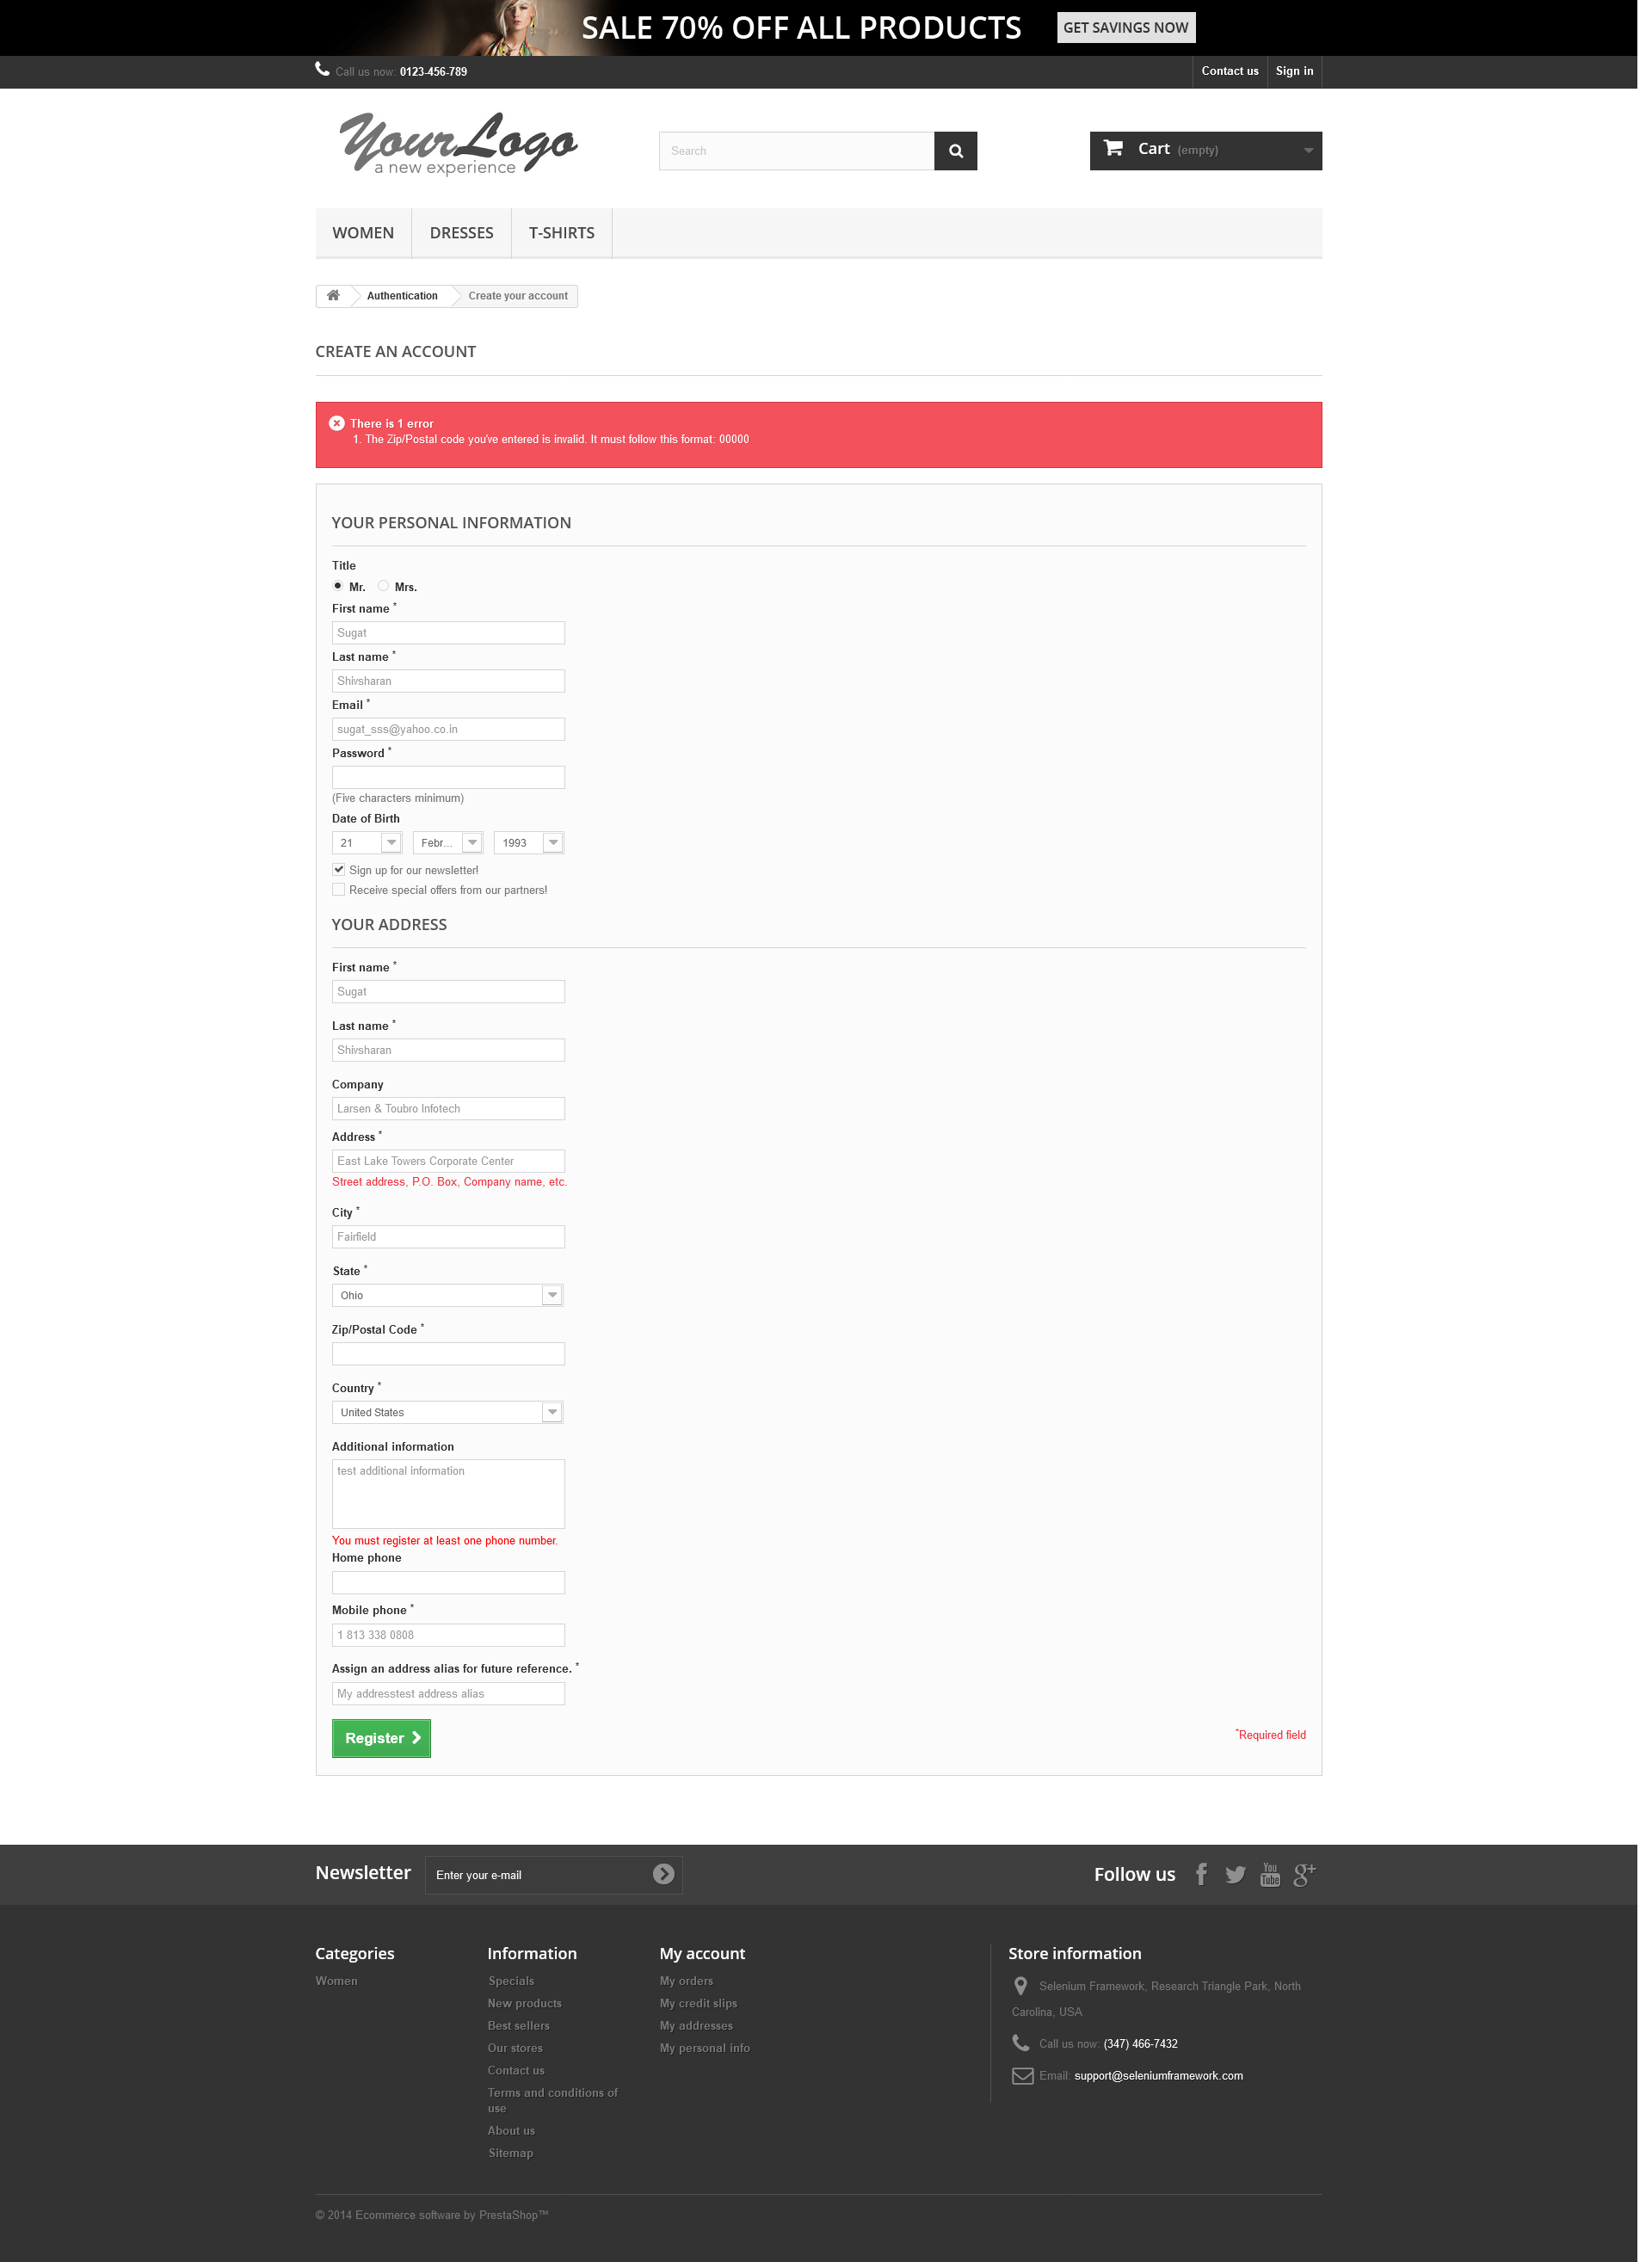 SALE 70% OFF ALL PRODUCTS GET SAVINGS NOW
Call us now: 0123-456-789 Contact us Sign in
YourLogo
a new experience
Search
Cart (empty)
WOMEN DRESSES T-SHIRTS
Authentication Create your account
CREATE AN ACCOUNT
There is 1 error
1. The Zip/Postal code you've entered is invalid. It must follow this format: 00000
YOUR PERSONAL INFORMATION
Title
Mr. Mrs.
First name *
Sugat
Last name *
Shivsharan
Email *
sugat_sss@yahoo.co.in
Password *
(Five characters minimum)
Date of Birth
21 Febr... 1993
Sign up for our newsletter!
Receive special offers from our partners!
YOUR ADDRESS
First name *
Sugat
Last name *
Shivsharan
Company
Larsen & Toubro Infotech
Address *
East Lake Towers Corporate Center
Street address, P.O. Box, Company name, etc.
City *
Fairfield
State *
Ohio
Zip/Postal Code *
Country *
United States
Additional information
test additional information
You must register at least one phone number.
Home phone
Mobile phone *
1 813 338 0808
Assign an address alias for future reference. *
My addresstest address alias
Register
*Required field
Newsletter Enter your e-mail
Follow us
You Tube
Categories
Women
Information
Specials
New products
Best sellers
Our stores
Contact us
Terms and conditions of
use
About us
Sitemap
My account
My orders
My credit slips
My addresses
My personal info
Store information
Selenium Framework, Research Triangle Park, North
Carolina, USA
Call us now: (347) 466-7432
Email: support@seleniumframework.com
© 2014 Ecommerce software by PrestaShop™